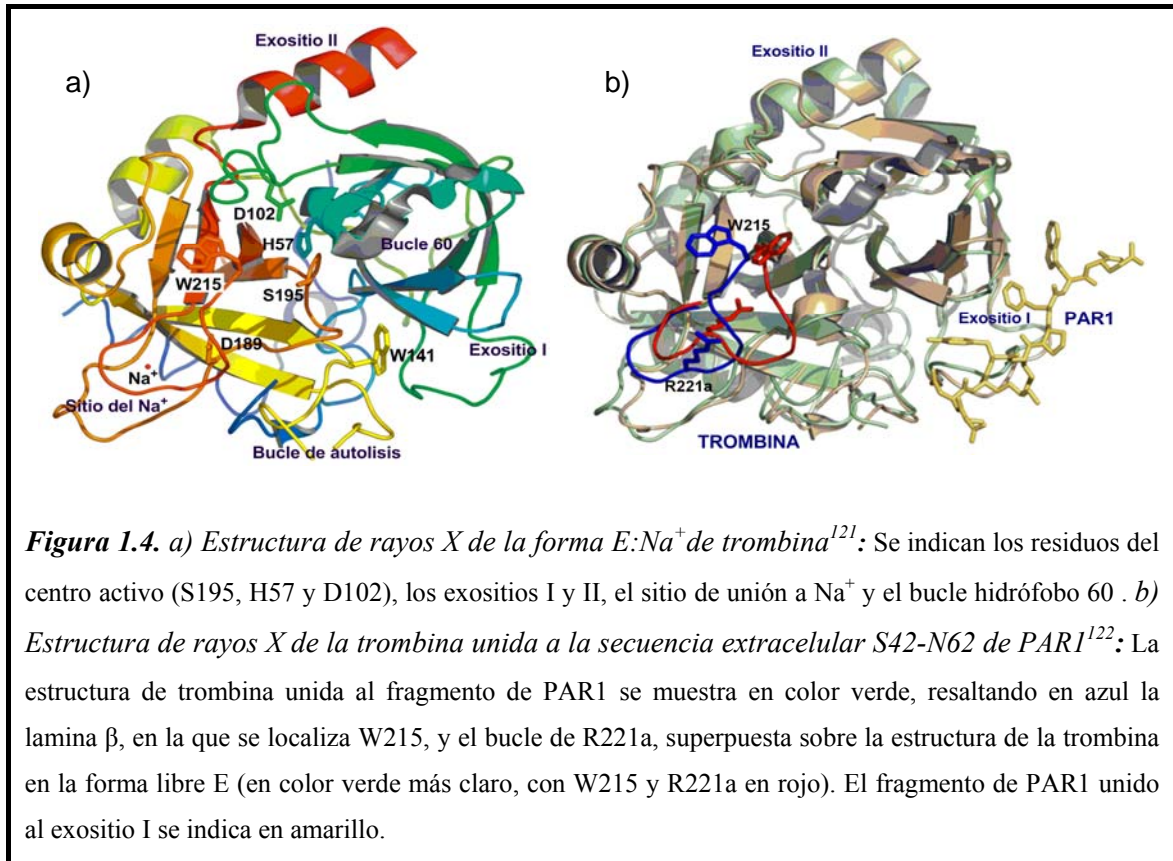 a)
Exositio II
D102
H57
Bucle 60
W215
S195
D189
W141
Exositio I
Na⁺
Sitio del Na⁺
Bucle de autolisis
b)
Exositio II
W215
Exositio I
PAR1
R221a
TROMBINA
Figura 1.4. a) Estructura de rayos X de la forma E:Na⁺ de trombina¹²¹: Se indican los residuos del
centro activo (S195, H57 y D102), los exositios I y II, el sitio de unión a Na⁺ y el bucle hidrófobo 60 . b)
Estructura de rayos X de la trombina unida a la secuencia extracelular S42-N62 de PAR1¹²²: La
estructura de trombina unida al fragmento de PAR1 se muestra en color verde, resaltando en azul la
lamina β, en la que se localiza W215, y el bucle de R221a, superpuesta sobre la estructura de la trombina
en la forma libre E (en color verde más claro, con W215 y R221a en rojo). El fragmento de PAR1 unido
al exositio I se indica en amarillo.